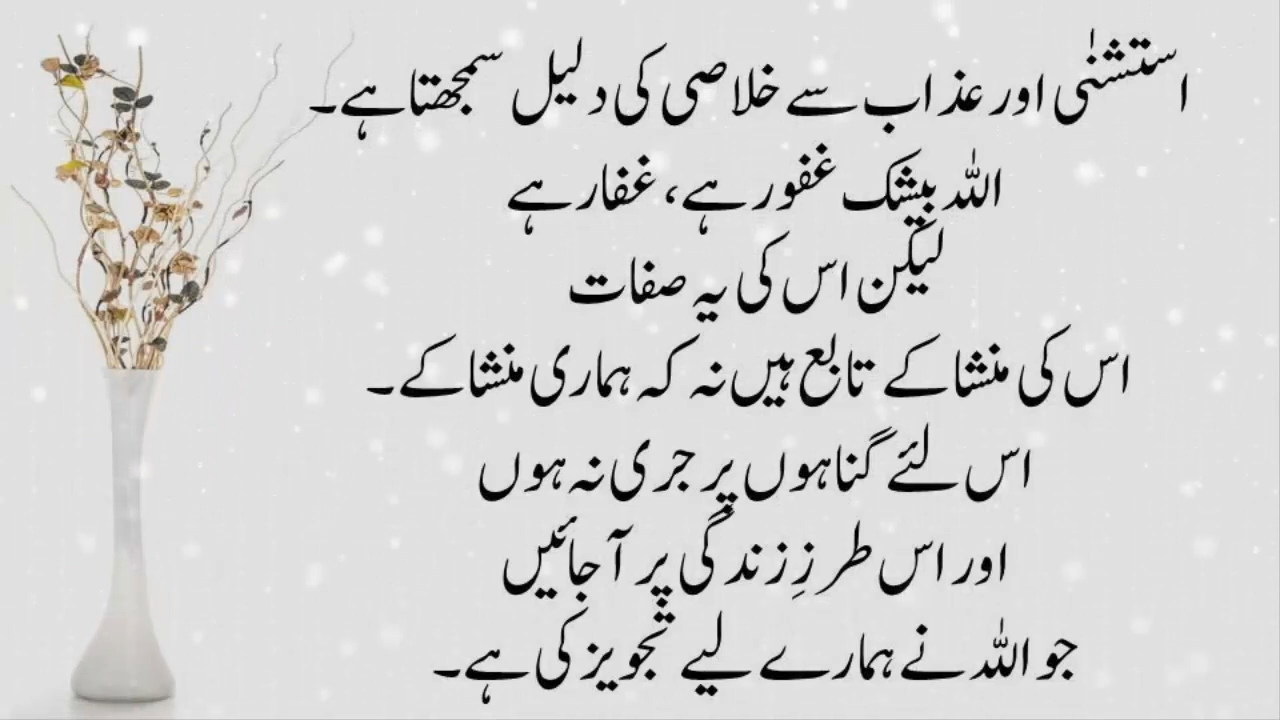 استثنٰی اور عذاب سے خلاصی کی دلیل سمجھتا ہے۔
اللہ بیشک غفور ہے، غفار ہے
لیکن اس کی یہ صفات
اس کی منشا کے تابع ہیں نہ کہ ہماری منشا کے۔
اس لئے گناہوں پر جری نہ ہوں
اور اس طرزِ زندگی پر آ جائیں
جو اللہ نے ہمارے لیے تجویز کی ہے۔